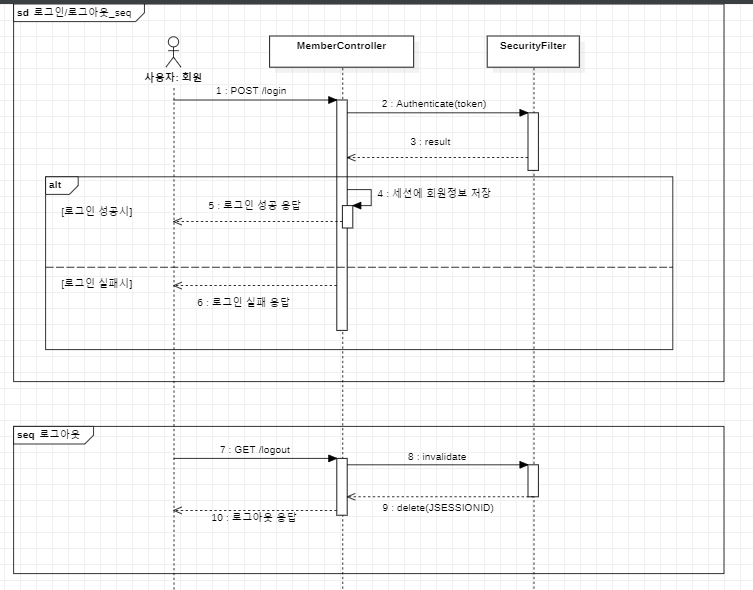 sd 로그인/로그아웃_seq
MemberController
SecurityFilter
사용자: 회원
1 : POST /login
2 : Authenticate(token)
3 : result
alt
4 : 세션에 회원정보 저장
5 : 로그인 성공 응답
[로그인 성공시]
[로그인 실패시]
6 : 로그인 실패 응답
seq 로그아웃
7 : GET /logout
8 : invalidate
9 : delete(JSESSIONID)
10 : 로그아웃 응답